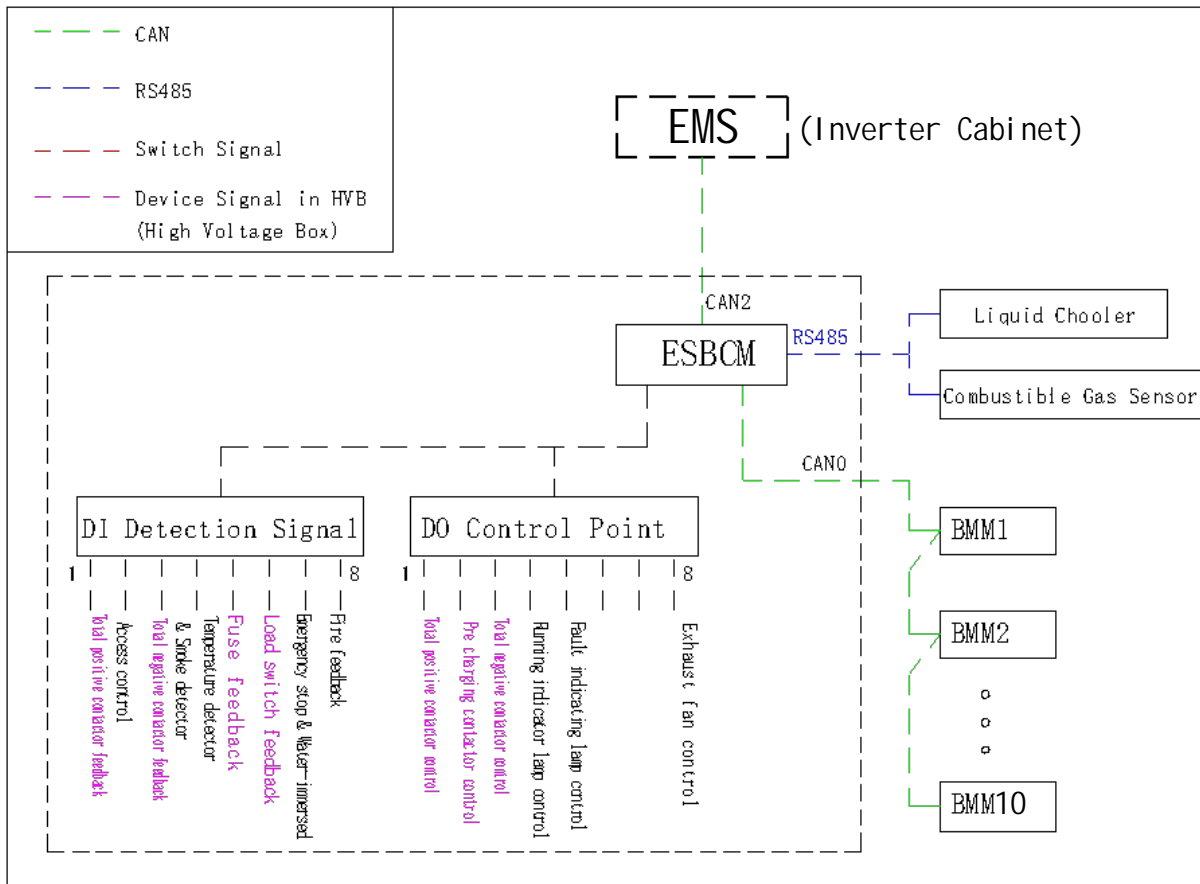 CAN
RS485
Switch Signal
Device Signal in HVB
(High Voltage Box)
EMS
(Inverter Cabinet)
CAN2
ESBCM
RS485
Liquid Chooler
Combustible Gas Sensor
CAN0
DI Detection Signal
1
8
DO Control Point
1
8
BMM1
BMM2
BMM10
Total positive contactor feedback
Access control
Total negative contactor feedback
& Smoke detector
Temperature detector
Fuse feedback
Load switch feedback
Emergency stop & Water-immersed
Fire feedback
Total positive contactor control
Pre charging contactor control
Total negative contactor control
Running indicator lamp control
Fault indicating lamp control
Exhaust fan control